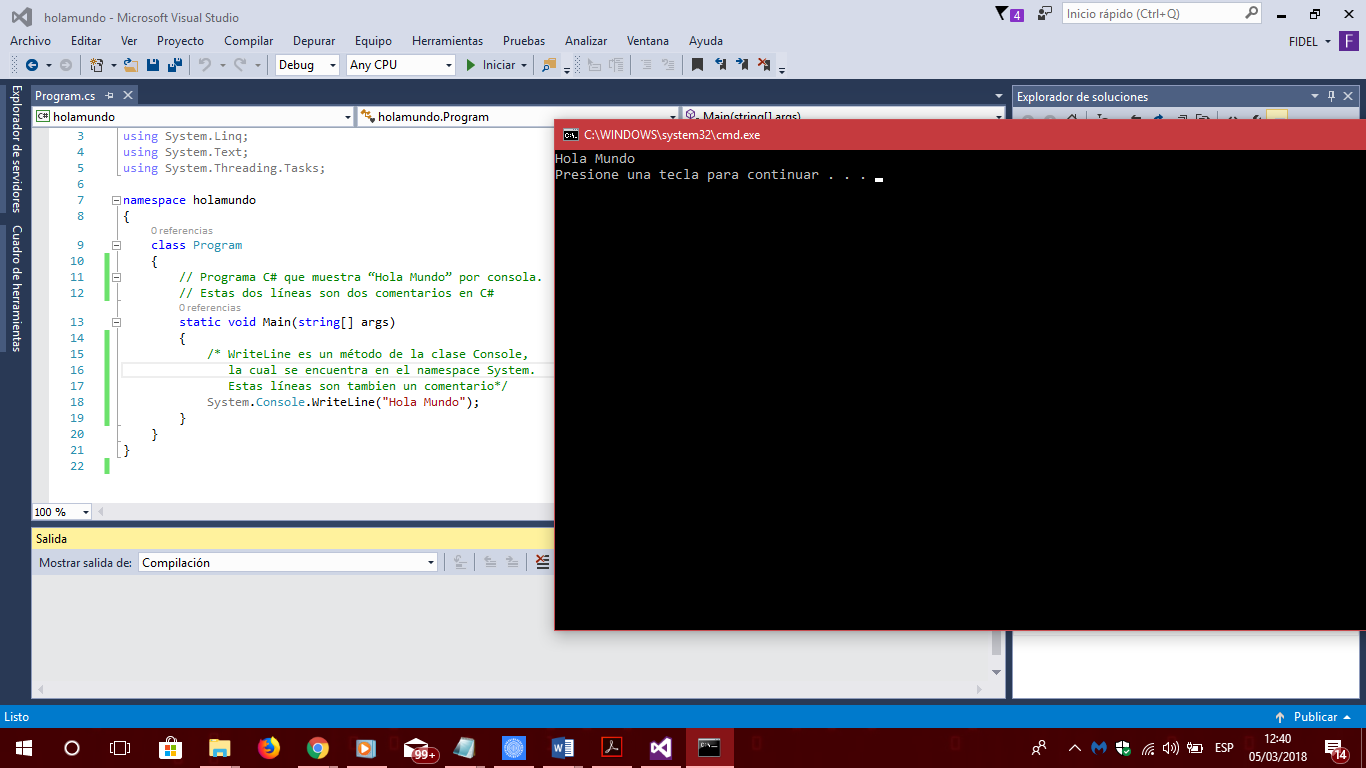 holamundo - Microsoft Visual Studio
4
Inicio rápido (Ctrl+Q)
Archivo Editar Ver Proyecto Compilar Depurar Equipo Herramientas Pruebas Analizar Ventana Ayuda
FIDEL F
Debug Any CPU Iniciar
Explorador de servidores
Cuadro de herramientas
Program.cs
Explorador de soluciones
C# holamundo holamundo.Program Main(string[] args)
3 using System.Linq;
4 using System.Text;
5 using System.Threading.Tasks;
6
7 namespace holamundo
8 {
0 referencias
9 class Program
10 {
11 // Programa C# que muestra “Hola Mundo” por consola.
12 // Estas dos líneas son dos comentarios en C#
0 referencias
13 static void Main(string[] args)
14 {
15 /* WriteLine es un método de la clase Console,
16 la cual se encuentra en el namespace System.
17 Estas líneas son tambien un comentario*/
18 System.Console.WriteLine("Hola Mundo");
19 }
20 }
21 }
22
100 %
C:\WINDOWS\system32\cmd.exe
Hola Mundo
Presione una tecla para continuar . . .
Salida
Mostrar salida de: Compilación
Listo
Publicar
99+
ESP
12:40
05/03/2018
14